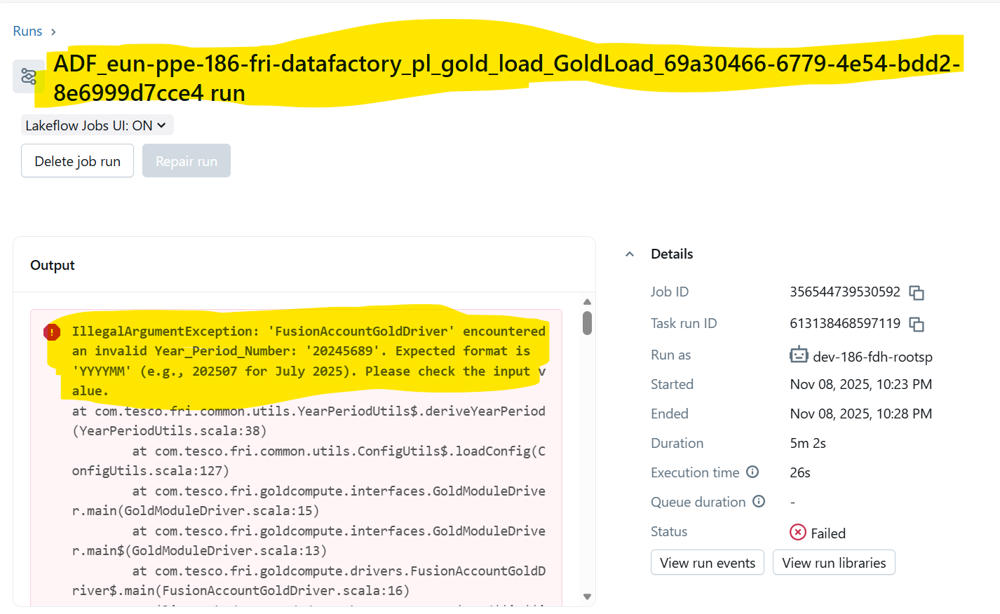 Runs >
ADF_eun-ppe-186-fri-datafactory_pl_gold_load_GoldLoad_69a30466-6779-4e54-bdd2-
8e6999d7cce4 run
Lakeflow Jobs UI: ON
Delete job run
Repair run
Output
IllegalArgumentException: 'FusionAccountGoldDriver' encountered
an invalid Year_Period_Number: '20245689'. Expected format is
'YYYYMM' (e.g., 202507 for July 2025). Please check the input v
alue.
at com.tesco.fri.common.utils.YearPeriodUtils$.deriveYearPeriod
(YearPeriodUtils.scala:38)
at com.tesco.fri.common.utils.ConfigUtils$.loadConfig(C
onfigUtils.scala:127)
at com.tesco.fri.goldcompute.interfaces.GoldModuleDrive
r.main(GoldModuleDriver.scala:15)
at com.tesco.fri.goldcompute.interfaces.GoldModuleDrive
r.main$(GoldModuleDriver.scala:13)
at com.tesco.fri.goldcompute.drivers.FusionAccountGoldD
river$.main(FusionAccountGoldDriver.scala:16)
Details
Job ID 356544739530592
Task run ID 613138468597119
Run as dev-186-fdh-rootsp
Started Nov 08, 2025, 10:23 PM
Ended Nov 08, 2025, 10:28 PM
Duration 5m 2s
Execution time 26s
Queue duration -
Status Failed
View run events
View run libraries